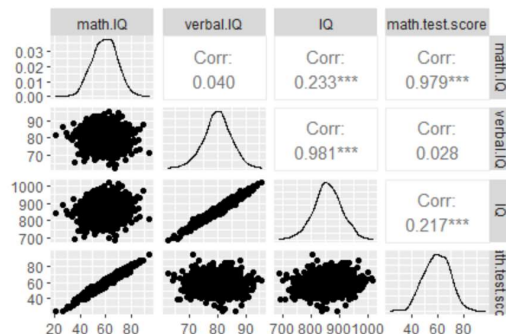 math.IQ verbal.IQ IQ math.test.score
0.03
0.02
0.01
0.00
Corr:
0.040
Corr:
0.233***
Corr:
0.979***
math.IQ
90
80
70
Corr:
0.981***
Corr:
0.028
verbal.IQ
1000
900
800
700
Corr:
0.217***
IQ
80
60
40
ath.test.sco
20 40 60 80 70 80 90 700 800 900 1000 40 60 80